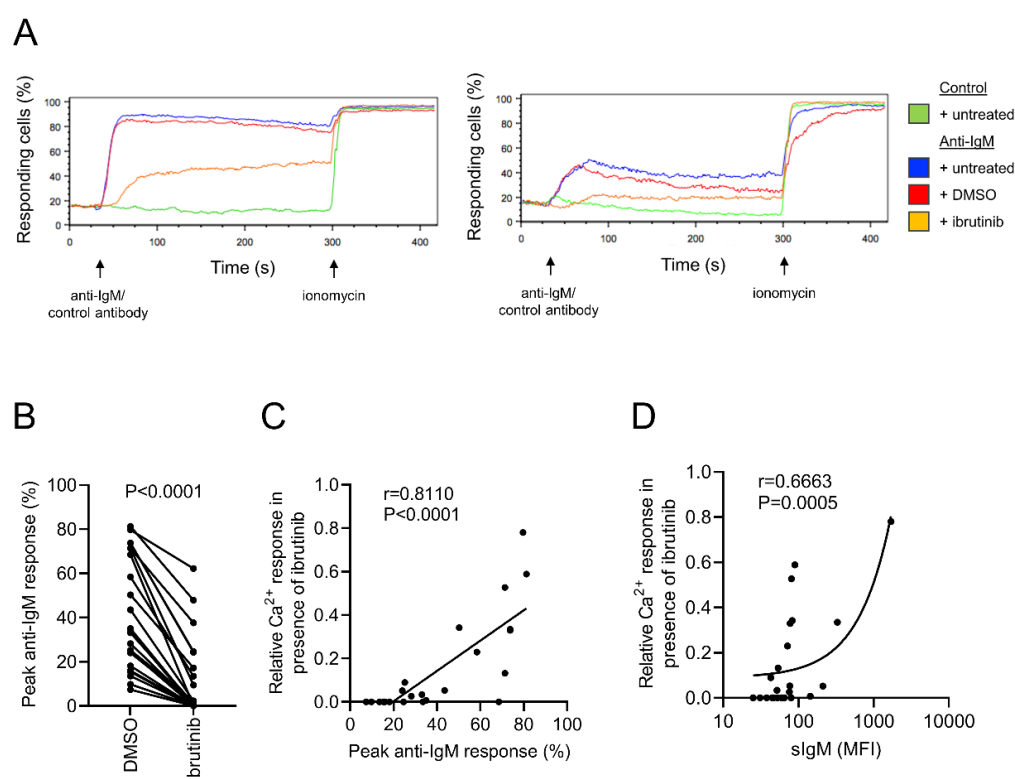 A
Responding cells (%)
100
80
60
40
20
0
0
100
200
300
400
Time (s)
anti-IgM/
control antibody
ionomycin
Responding cells (%)
100
80
60
40
20
0
0
100
200
300
400
Time (s)
anti-IgM/
control antibody
ionomycin
Control
+ untreated
Anti-IgM
+ untreated
+ DMSO
+ ibrutinib
B
Peak anti-IgM response (%)
100
80
60
40
20
0
P<0.0001
DMSO
brutinib
C
Relative Ca2+ response in
presence of ibrutinib
1.0
0.8
0.6
0.4
0.2
0.0
r=0.8110
P<0.0001
0
20
40
60
80
100
Peak anti-IgM response (%)
D
Relative Ca2+ response in
presence of ibrutinib
1.0
0.8
0.6
0.4
0.2
0.0
r=0.6663
P=0.0005
10
100
1000
10000
sIgM (MFI)